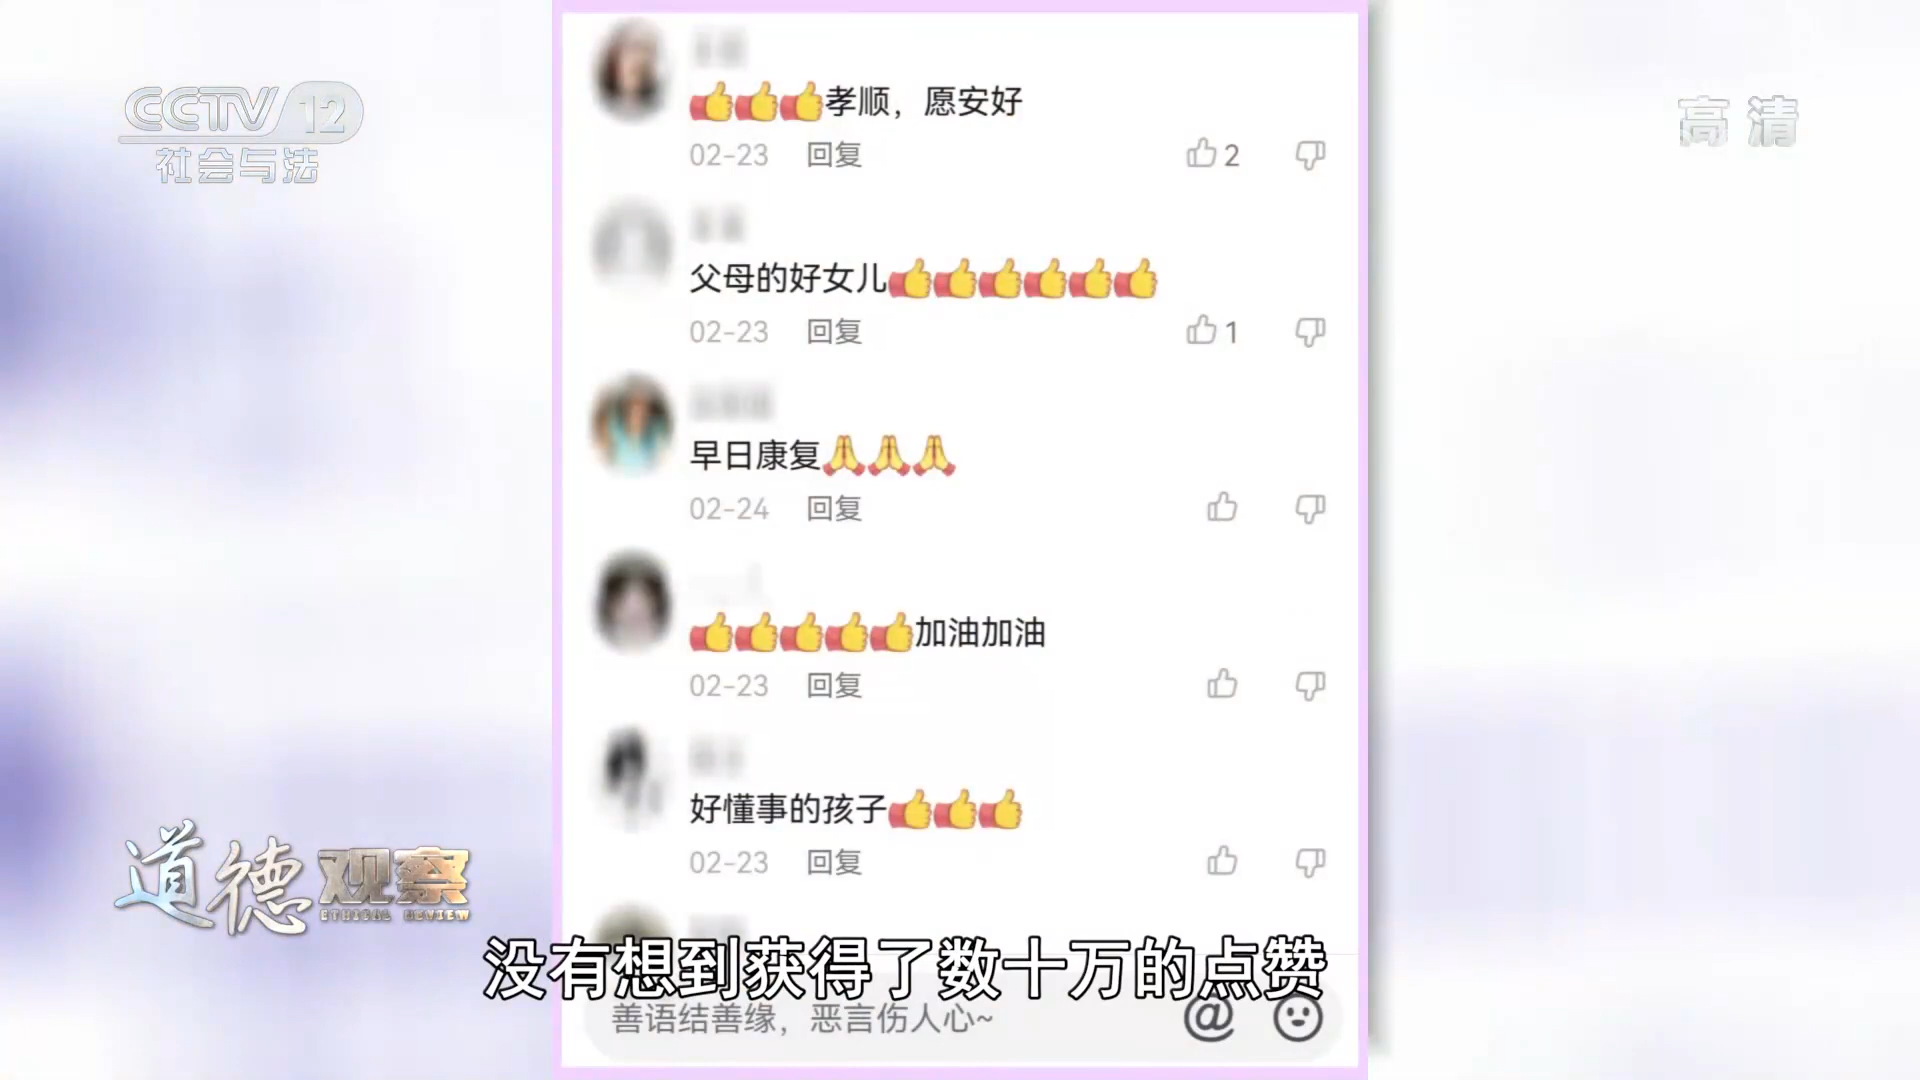 CCTV 12
社会与法
高清
👍👍👍孝顺，愿安好
02-23 回复 2
父母的好女儿👍👍👍👍👍👍
02-23 回复 1
早日康复🙏🙏🙏
02-24 回复
👍👍👍👍👍加油加油
02-23 回复
好懂事的孩子👍👍👍
02-23 回复
道德观察
ETHICAL REVIEW
没有想到获得了数十万的点赞
善语结善缘，恶言伤人心~
@